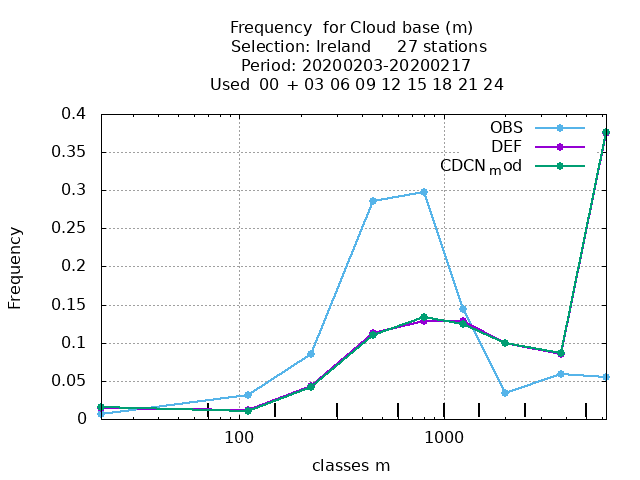 Frequency  for Cloud base (m)
Selection: Ireland     27 stations
Period: 20200203-20200217
Used  00 + 03 06 09 12 15 18 21 24
0.4
0.35
0.3
0.25
0.2
0.15
0.1
0.05
0
Frequency
OBS
DEF
CDCNmod
100
1000
classes m